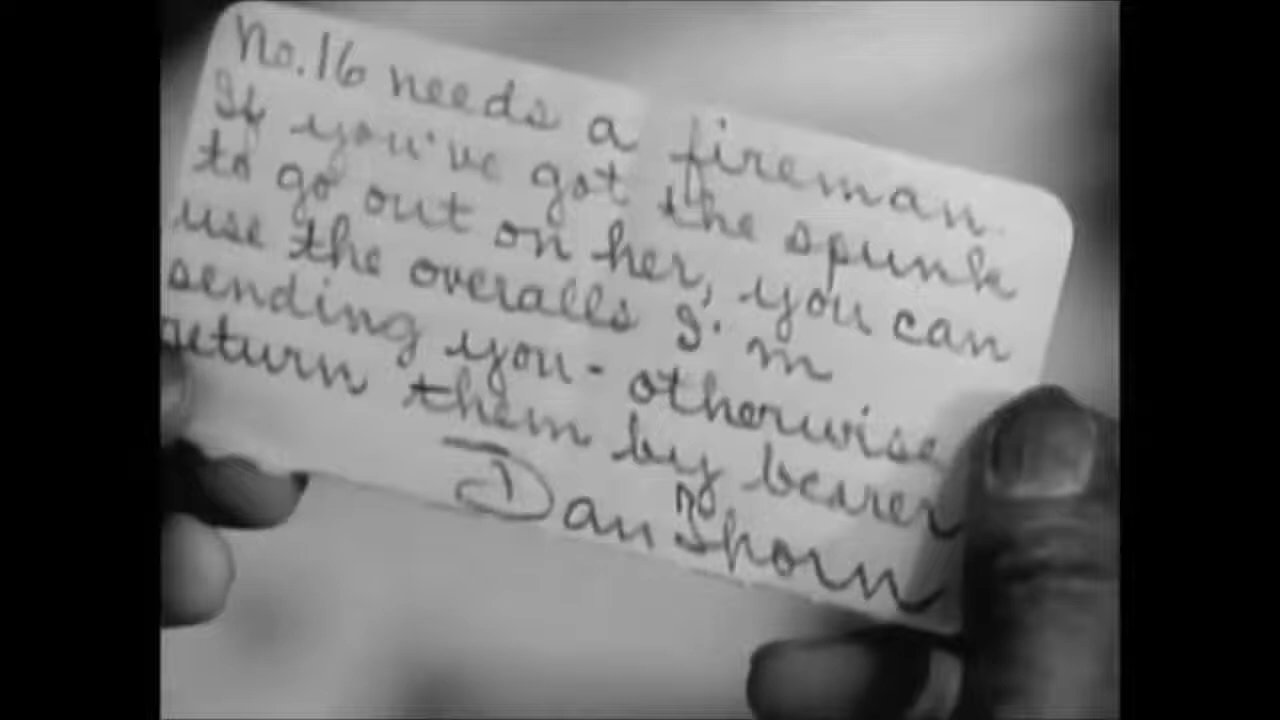 No. 16 needs a fireman.
If you've got the spunk
to go out on her, you can
use the overalls I'm
sending you - otherwise
return them by bearer
Dan Thorn